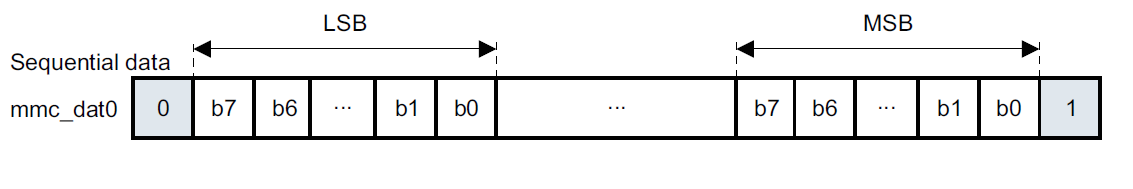 LSB MSB
Sequential data
mmc_dat0 0 b7 b6 ... b1 b0 ... b7 b6 ... b1 b0 1